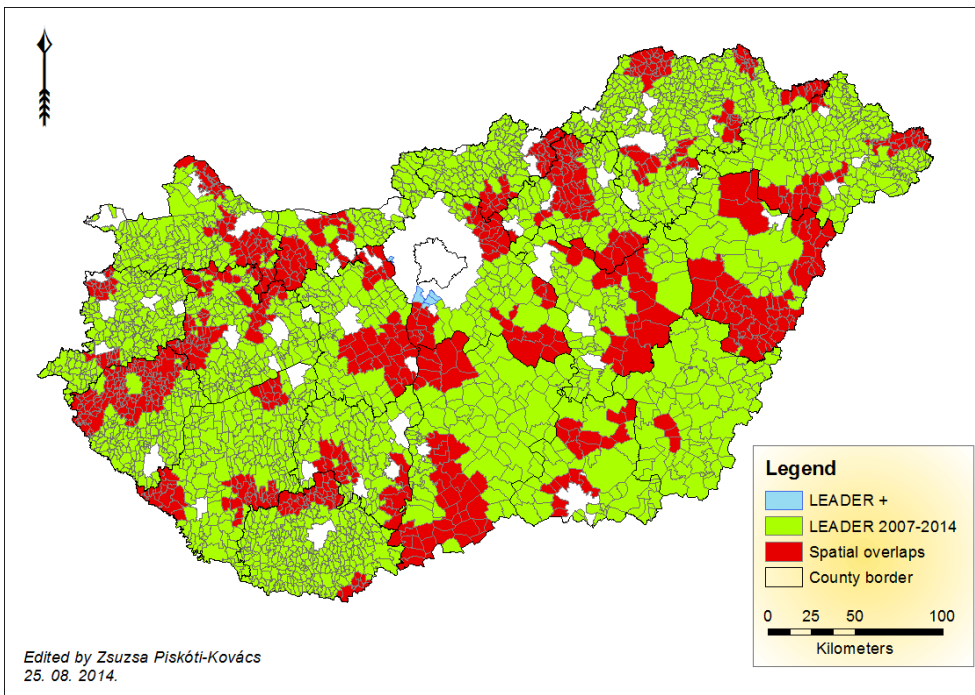 Legend
LEADER +
LEADER 2007-2014
Spatial overlaps
County border
0 25 50 100
Kilometers
Edited by Zsuzsa Piskóti-Kovács
25. 08. 2014.